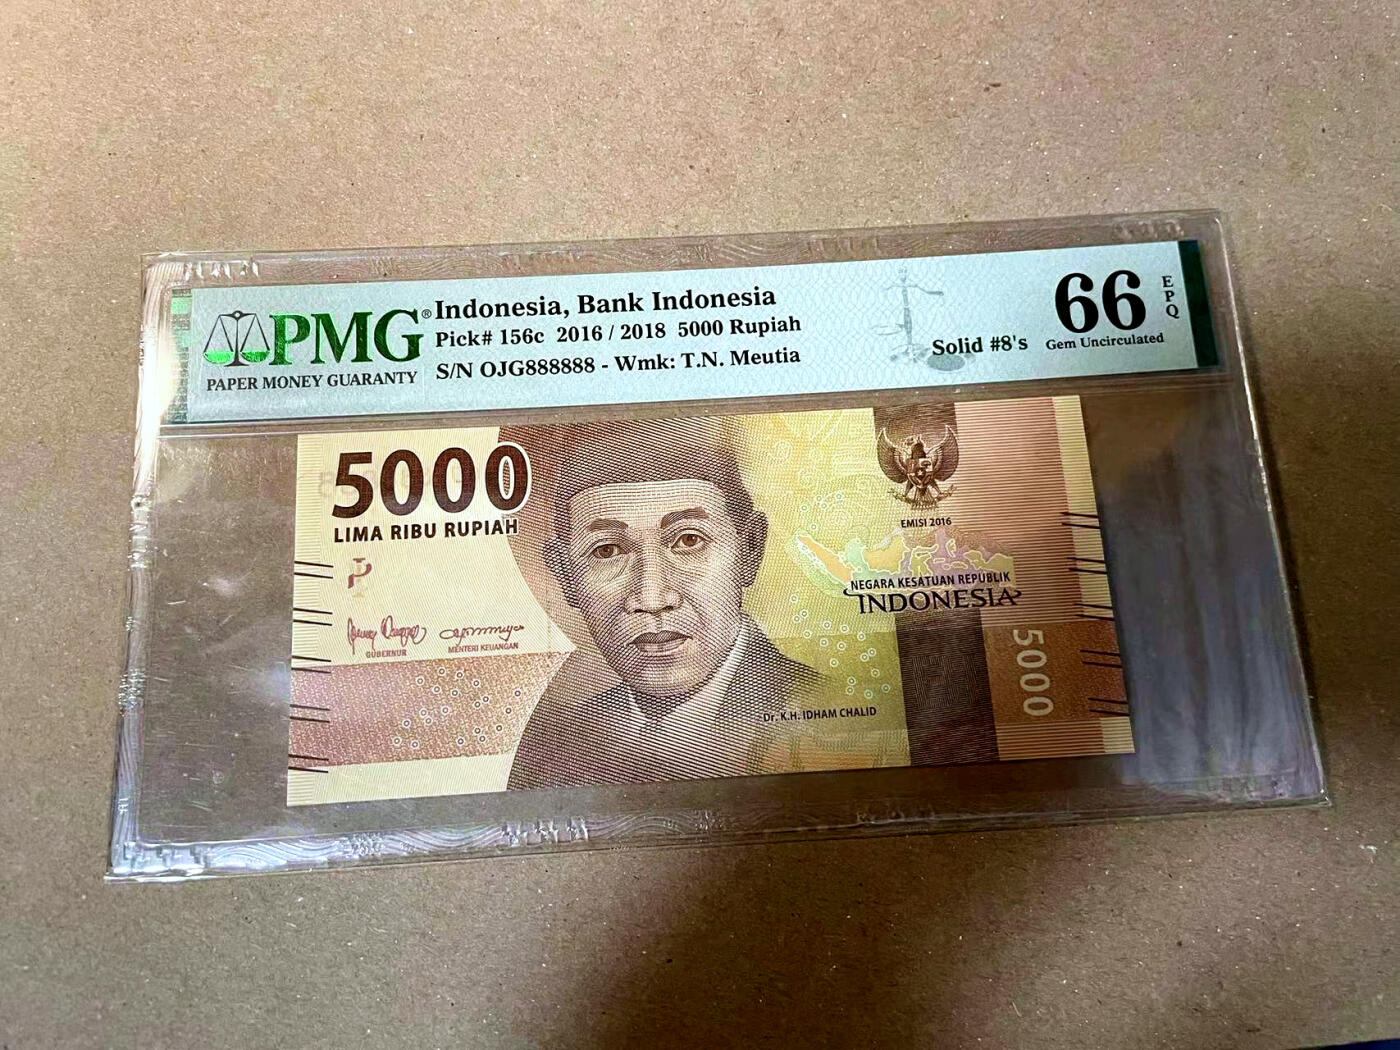 PMG®
PAPER MONEY GUARANTY
Indonesia, Bank Indonesia
Pick# 156c 2016 / 2018 5000 Rupiah
S/N OJG888888 - Wmk: T.N. Meutia
Solid #8's
66
EPQ
Gem Uncirculated
5000
LIMA RIBU RUPIAH
GUBERNUR
MENTERI KEUANGAN
EMISI 2016
NEGARA KESATUAN REPUBLIK
INDONESIA
5000
Dr. K.H. IDHAM CHALID